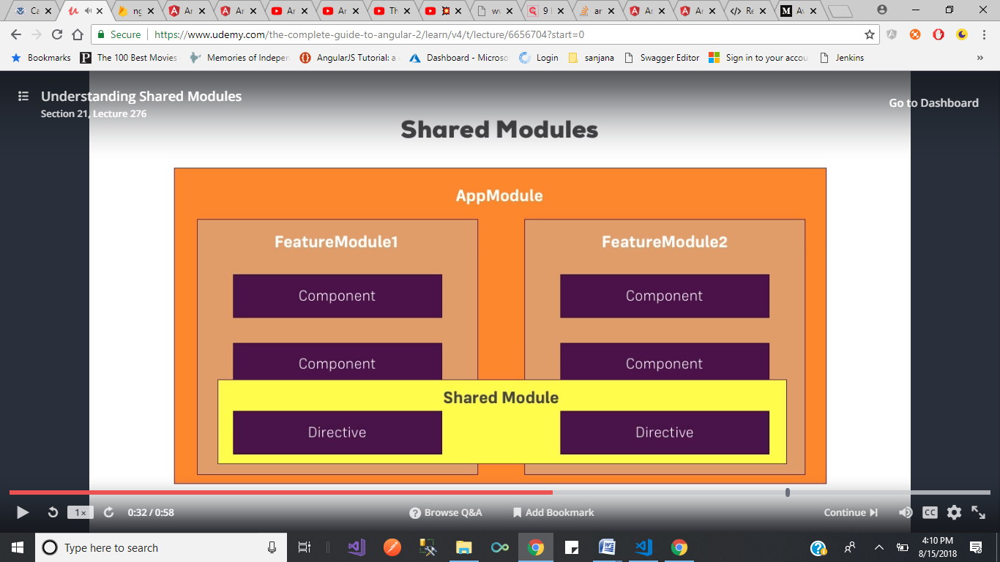 Ca
ng
Ar
Ar
Ar
Ar
Th
wv
9
ar
Ar
Ar
Re
Av
Secure
https://www.udemy.com/the-complete-guide-to-angular-2/learn/v4/t/lecture/6656704?start=0
Bookmarks The 100 Best Movies Memories of Indepen AngularJS Tutorial: a Dashboard - Microso Login sanjana Swagger Editor Sign in to your accou Jenkins »
Understanding Shared Modules
Section 21, Lecture 276
Go to Dashboard
Shared Modules
AppModule
FeatureModule1 FeatureModule2
Component Component
Component Component
Shared Module
Directive Directive
1x 0:32 / 0:58 Browse Q&A Add Bookmark Continue CC
Type here to search
4:10 PM
8/15/2018